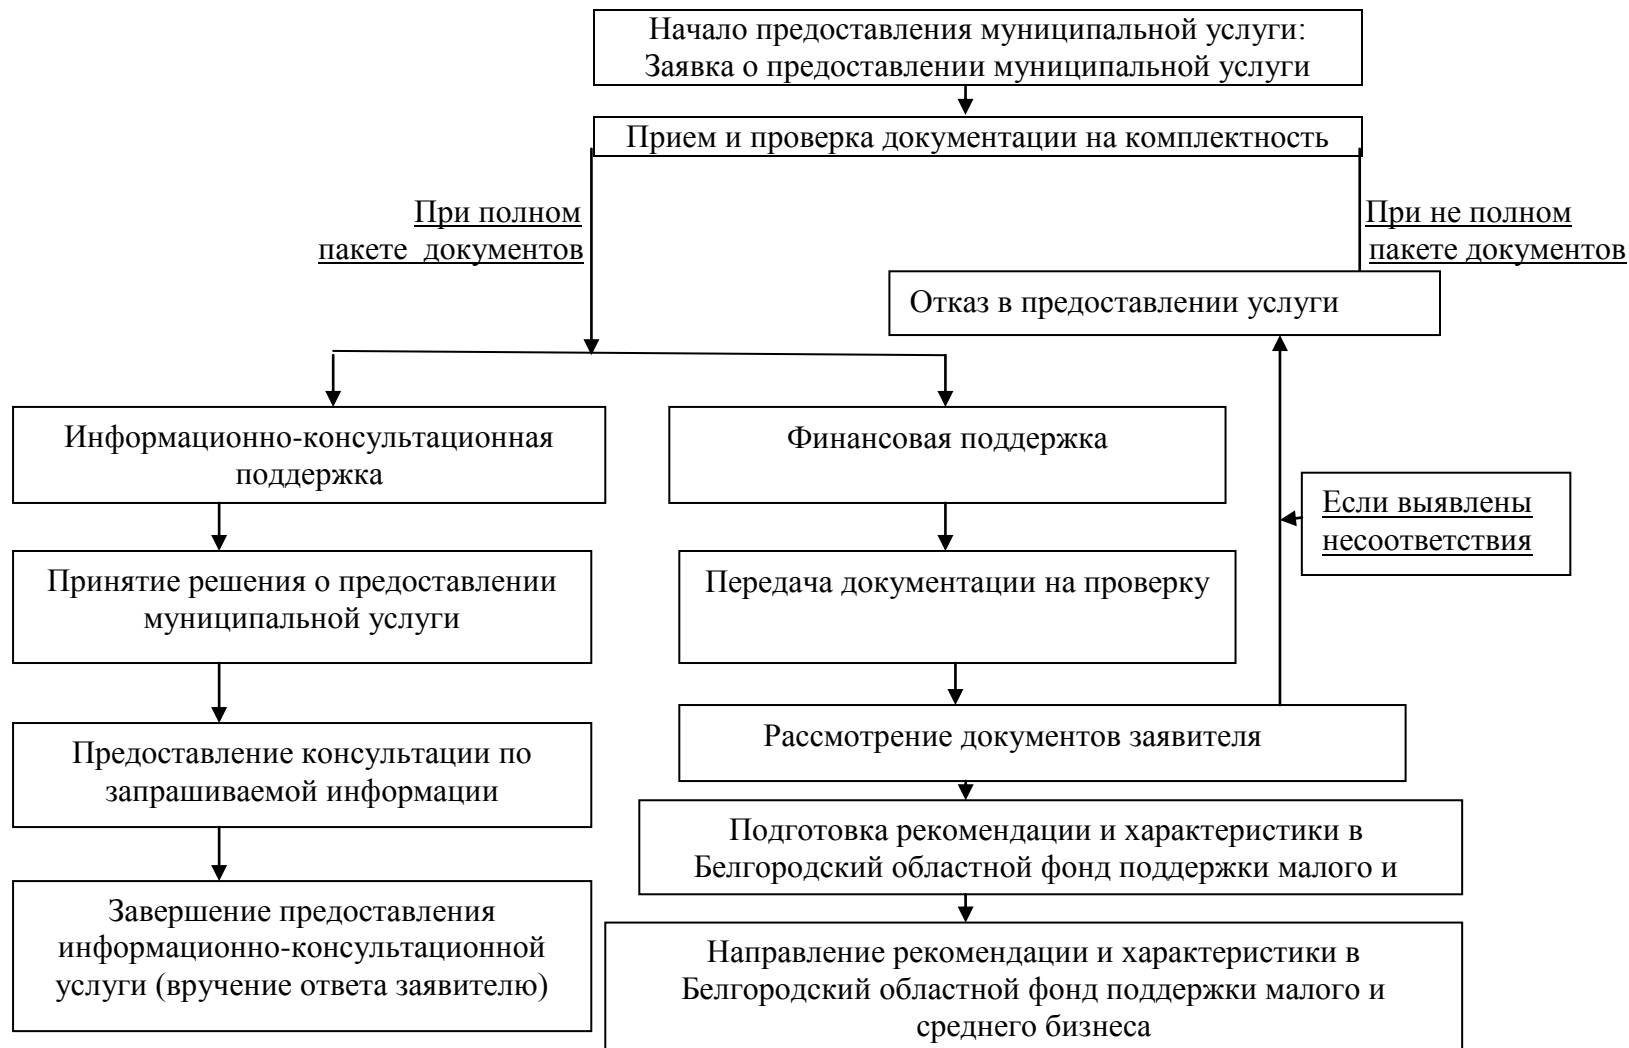 Начало предоставления муниципальной услуги:
Заявка о предоставлении муниципальной услуги
Прием и проверка документации на комплектность
При полном
пакете документов
При не полном
пакете документов
Отказ в предоставлении услуги
Информационно-консультационная
поддержка
Финансовая поддержка
Если выявлены
несоответствия
Принятие решения о предоставлении
муниципальной услуги
Передача документации на проверку
Предоставление консультации по
запрашиваемой информации
Рассмотрение документов заявителя
Подготовка рекомендации и характеристики в
Белгородский областной фонд поддержки малого и
Завершение предоставления
информационно-консультационной
услуги (вручение ответа заявителю)
Направление рекомендации и характеристики в
Белгородский областной фонд поддержки малого и
среднего бизнеса